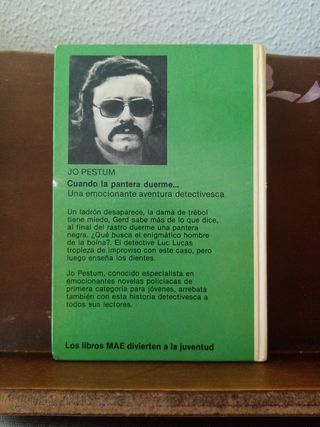 JO PESTUM
Cuando la pantera duerme...
Una emocionante aventura detectivesca
Un ladrón desaparece, la dama de trébol
tiene miedo, Gerd sabe más de lo que dice,
al final del rastro duerme una pantera
negra. ¿Qué busca el enigmático hombre
de la boina?. El detective Luc Lucas
tropieza de improviso con este caso, pero
luego enseña los dientes.
Jo Pestum, conocido especialista en
emocionantes novelas policíacas de
primera categoría para jóvenes, arrebata
también con esta historia detectivesca a
todos sus lectores.
Los libros MAE divierten a la juventud